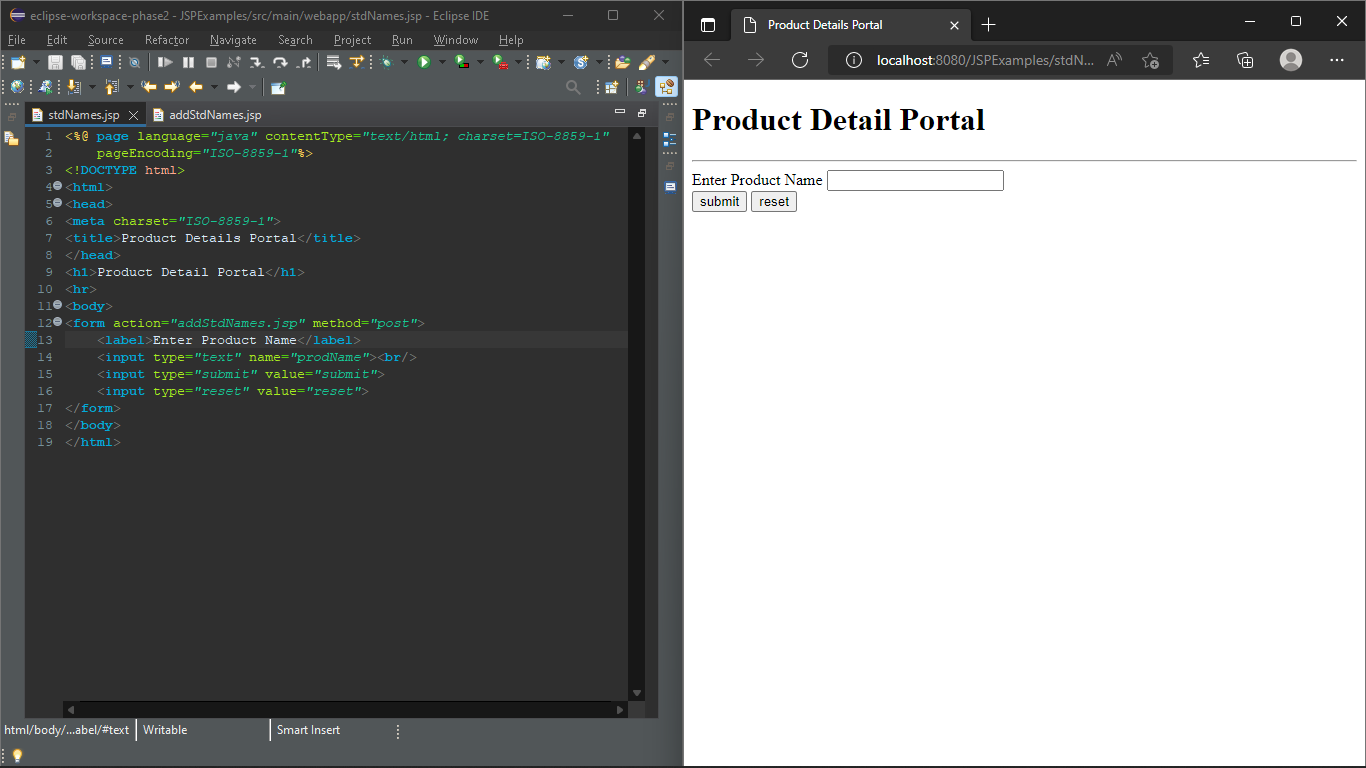 eclipse-workspace-phase2 - JSPExamples/src/main/webapp/stdNames.jsp - Eclipse IDE
File Edit Source Refactor Navigate Search Project Run Window Help
stdNames.jsp addStdNames.jsp
1 <%@ page language="java" contentType="text/html; charset=ISO-8859-1"
2     pageEncoding="ISO-8859-1"%>
3 <!DOCTYPE html>
4 <html>
5 <head>
6 <meta charset="ISO-8859-1">
7 <title>Product Details Portal</title>
8 </head>
9 <h1>Product Detail Portal</h1>
10 <hr>
11 <body>
12 <form action="addStdNames.jsp" method="post">
13     <label>Enter Product Name</label>
14     <input type="text" name="prodName"><br/>
15     <input type="submit" value="submit">
16     <input type="reset" value="reset">
17 </form>
18 </body>
19 </html>
html/body/...abel/#text Writable Smart Insert
Product Details Portal
localhost:8080/JSPExamples/stdN...
Product Detail Portal
Enter Product Name
submit reset